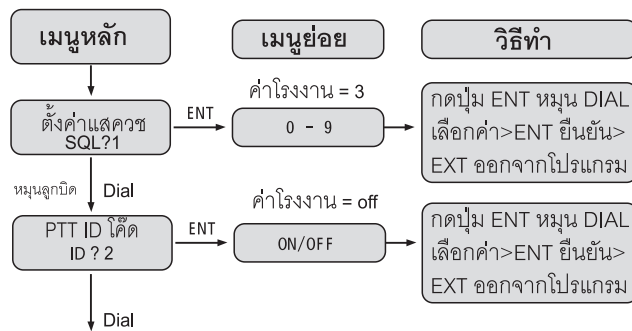 เมนูหลัก
เมนูย่อย
วิธีทำ
ค่าโรงงาน = 3
ตั้งค่าแสควช
SQL?1
ENT
0 - 9
กดปุ่ม ENT หมุน DIAL
เลือกค่า>ENT ยืนยัน>
EXT ออกจากโปรแกรม
หมุนลูกบิด
Dial
ค่าโรงงาน = off
PTT ID โค๊ด
ID ? 2
ENT
ON/OFF
กดปุ่ม ENT หมุน DIAL
เลือกค่า>ENT ยืนยัน>
EXT ออกจากโปรแกรม
Dial